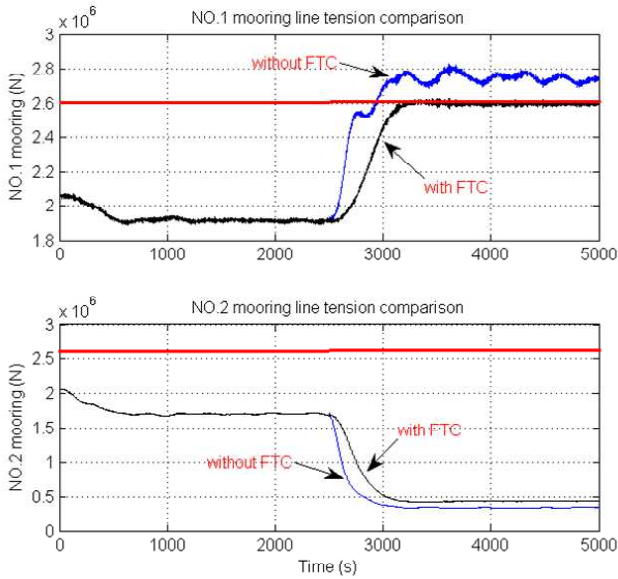 NO.1 mooring line tension comparison
x 10^6
3
2.8
2.6
2.4
2.2
2
1.8
NO.1 mooring (N)
without FTC
with FTC
0
1000
2000
3000
4000
5000
NO.2 mooring line tension comparison
x 10^6
3
2.5
2
1.5
1
0.5
0
NO.2 mooring (N)
with FTC
without FTC
0
1000
2000
3000
4000
5000
Time (s)